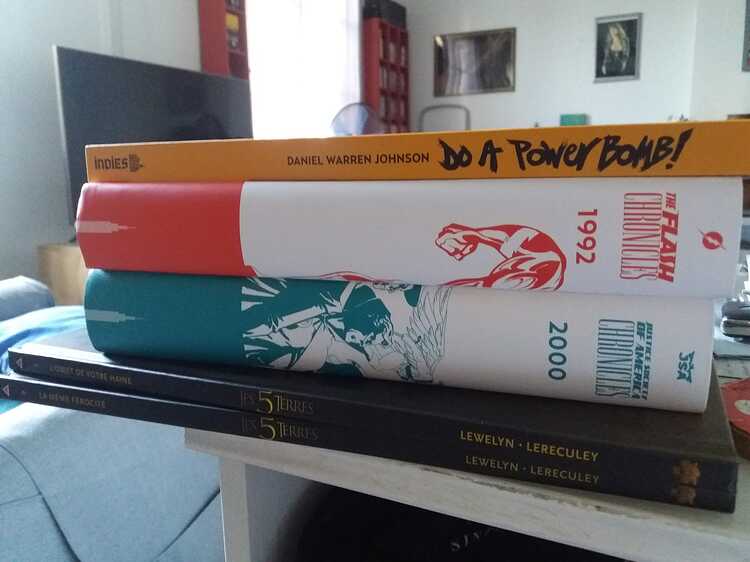 INDIES
DANIEL WARREN JOHNSON
DO A POWERBOMB!
1992
THE FLASH
CHRONICLES
2000
JUSTICE SOCIETY
OF AMERICA
CHRONICLES
JSA
L'OBJET DE VOTRE HAINE
LES 5 TERRES
LEWELYN · LERECULEY
LA MÊME FÉROCITÉ
LES 5 TERRES
LEWELYN · LERECULEY